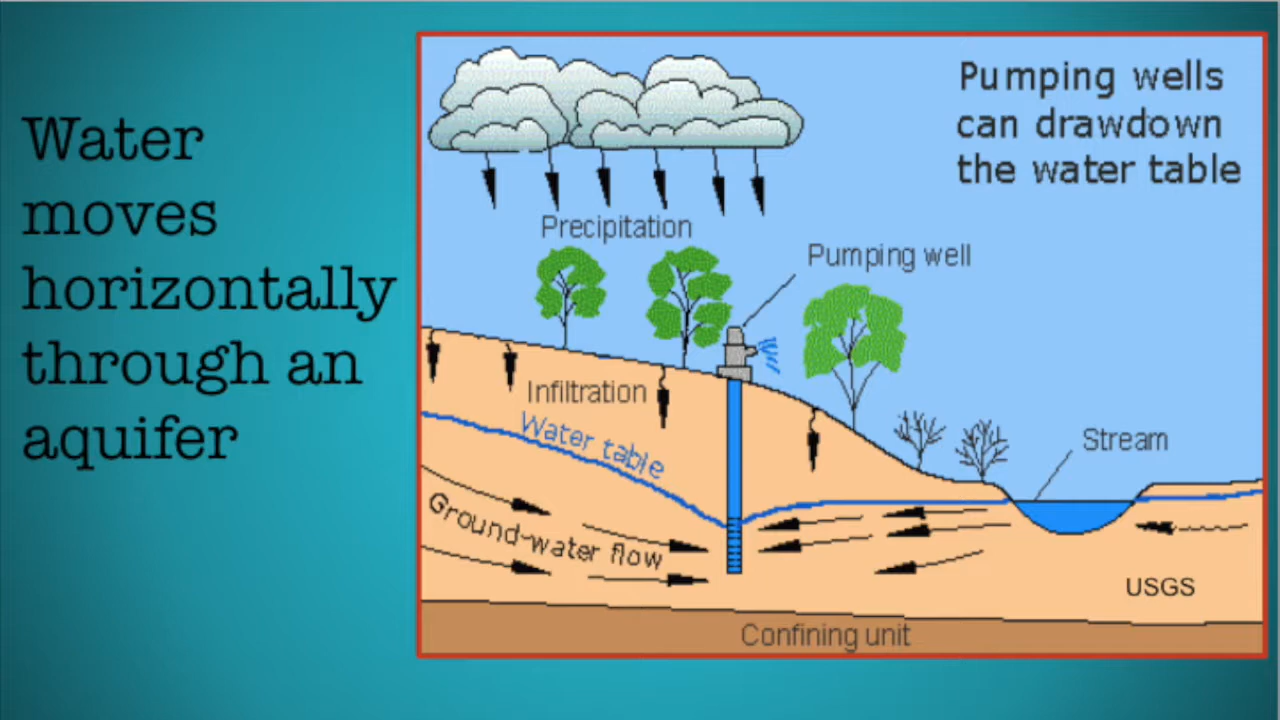 Water
moves
horizontally
through an
aquifer
Pumping wells
can drawdown
the water table
Precipitation
Pumping well
Infiltration
Water table
Stream
Ground-water flow
USGS
Confining unit